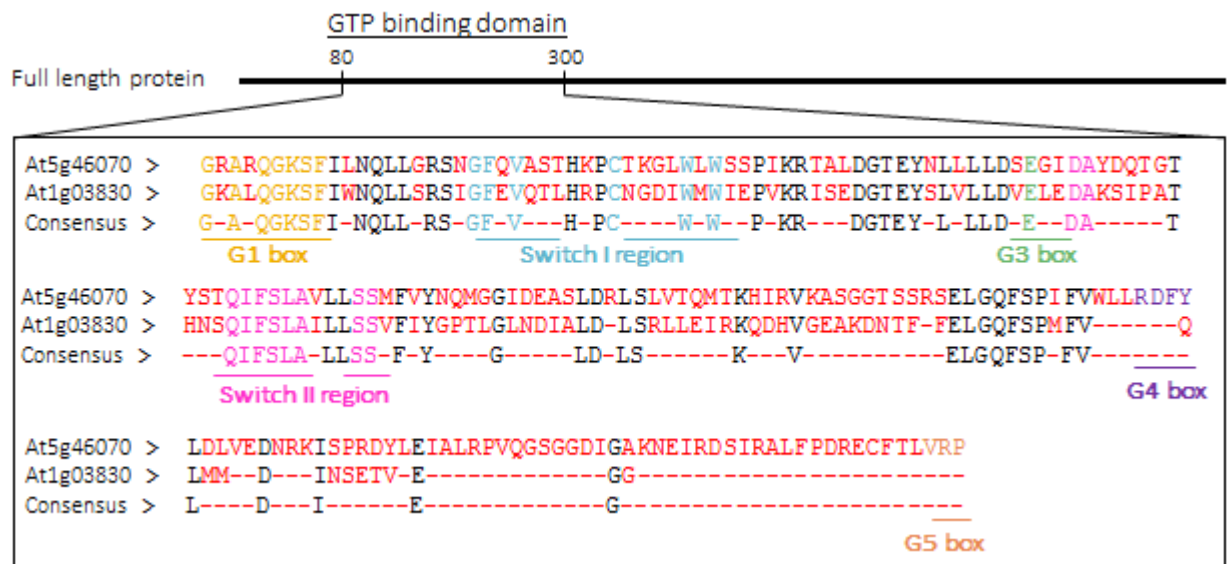 GTP binding domain
80 300
Full length protein
At5g46070 > GRARQGKSFILNQLLGRSNGFQVASTHKPCTKGLWLWSSPIKRTALDGTEYNLLLLDSEGIDAYDQTGT
At1g03830 > GKALQGKSFIWNQLLSRSIGFEVQTLHRPCNGDIWMWIEPVKRISEDGTEYSLVLLDVELEDAKSIPAT
Consensus > G-A-QGKSFI-NQLL-RS-GF-V---H-PC----W-W--P-KR---DGTEY-L-LLD-E--DA-----T
G1 box Switch I region G3 box
At5g46070 > YSTQIFSLAVLLSSMFVYNQMGGIDEASLDRLSLVTQMTKHIRVKASGGTSSRSELGQFSPIFVWLLRDFY
At1g03830 > HNSQIFSLAILLSSVFIYGPTLGLNDIALD-LSRLLEIRKQDHVGEAKDNTF-FELGQFSPMFV------Q
Consensus > ---QIFSLA-LLSS-F-Y----G-----LD-LS------K---V----------ELGQFSP-FV-------
Switch II region G4 box
At5g46070 > LDLVEDNRKISPRDYLEIALRPVQGSGGDIGAKNEIRDSIRALFPDRECFTLVRP
At1g03830 > LMM--D---INSETV-E-------------GG-----------------------
Consensus > L----D---I------E-------------G------------------------
G5 box